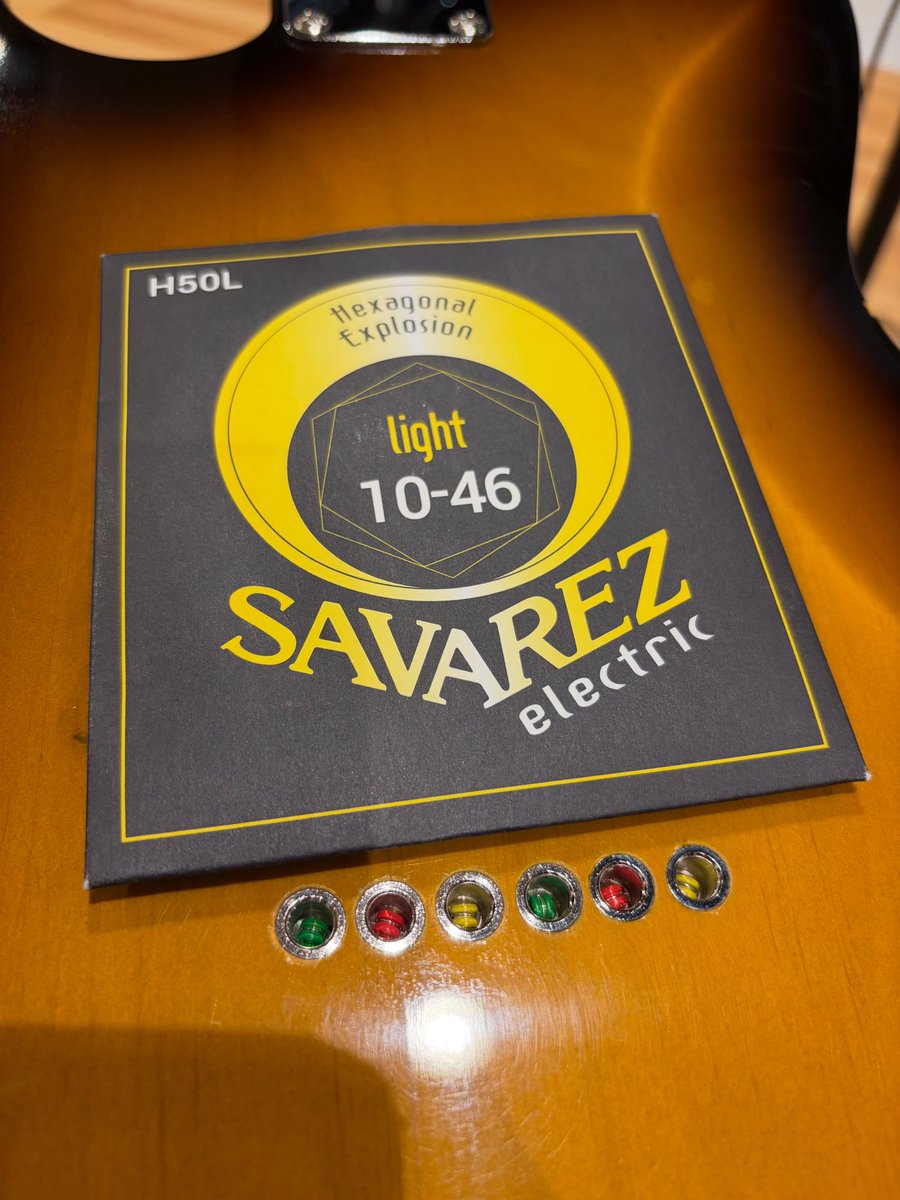 H50L
Hexagonal
Explosion
light
10-46
SAVAREZ
electric